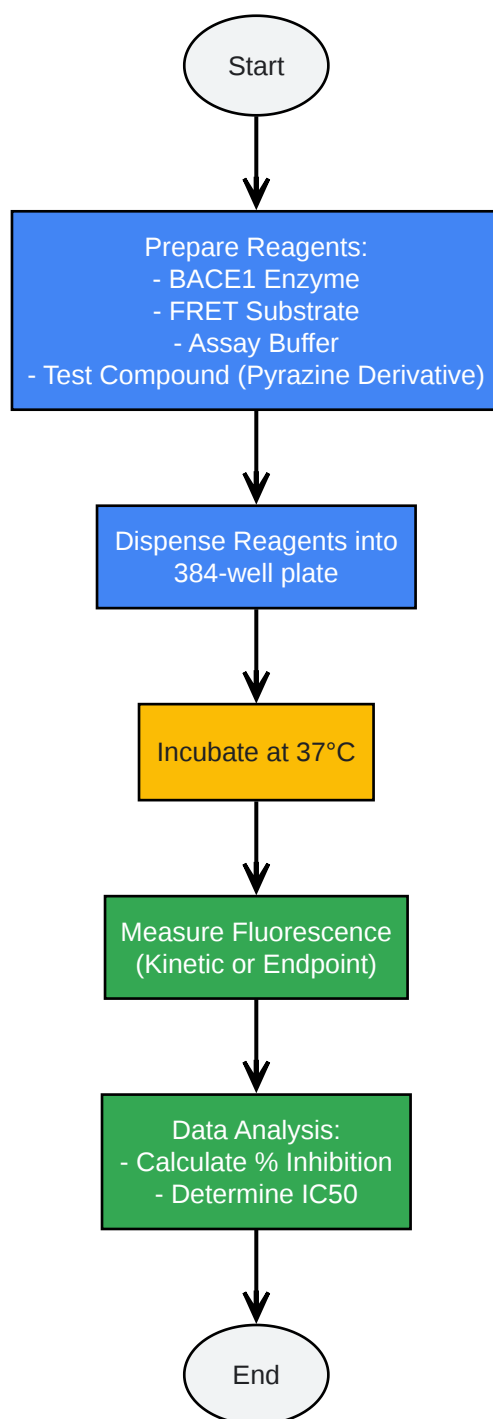 Start
Prepare Reagents:
- BACE1 Enzyme
- FRET Substrate
- Assay Buffer
- Test Compound (Pyrazine Derivative)
Dispense Reagents into
384-well plate
Incubate at 37°C
Measure Fluorescence
(Kinetic or Endpoint)
Data Analysis:
- Calculate % Inhibition
- Determine IC50
End